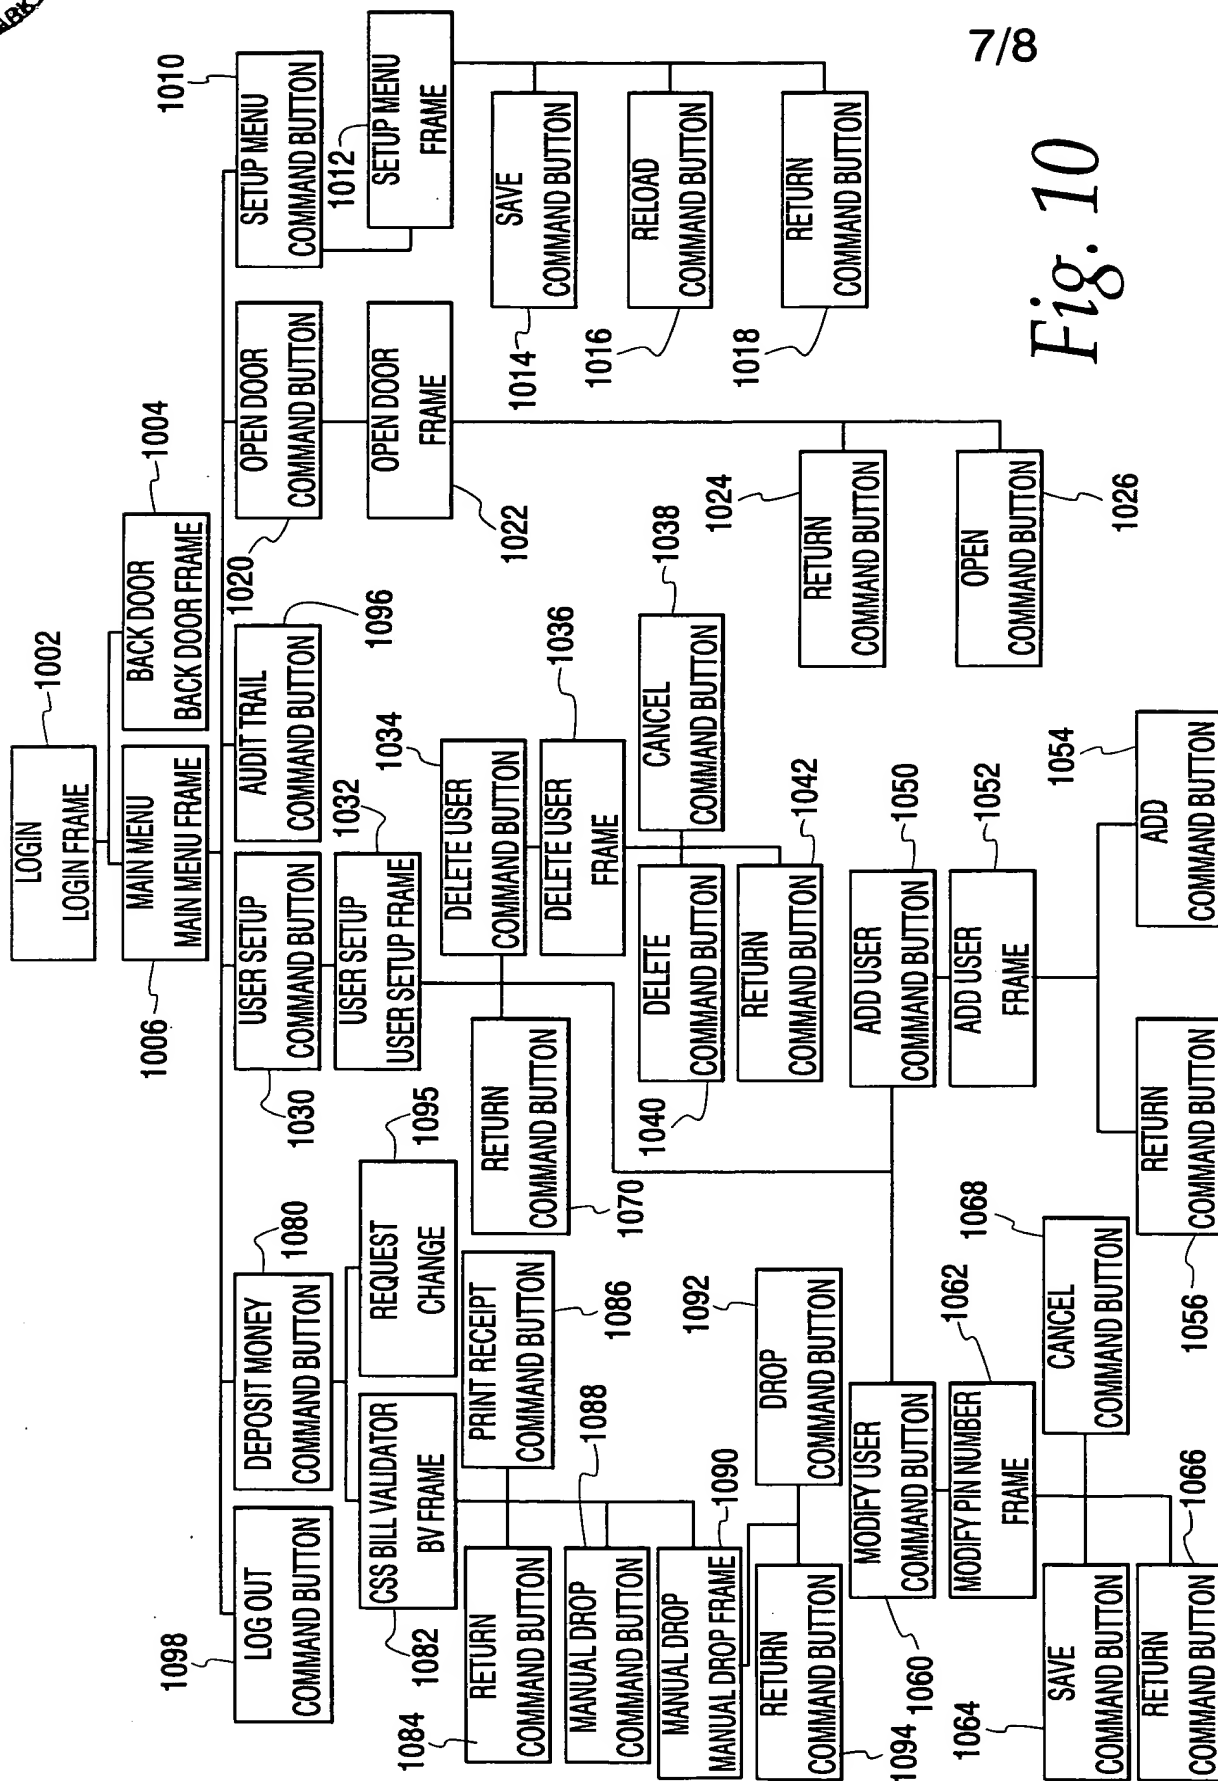 7/8
Fig. 10
LOGIN
LOGIN FRAME
1002
MAIN MENU
MAIN MENU FRAME
1006
BACK DOOR
BACK DOOR FRAME
1004
LOG OUT
COMMAND BUTTON
1098
DEPOSIT MONEY
COMMAND BUTTON
1080
USER SETUP
COMMAND BUTTON
1030
AUDIT TRAIL
COMMAND BUTTON
1096
OPEN DOOR
COMMAND BUTTON
1020
SETUP MENU
COMMAND BUTTON
1010
CSS BILL VALIDATOR
BV FRAME
1082
REQUEST
CHANGE
1095
USER SETUP
USER SETUP FRAME
1032
OPEN DOOR
FRAME
1022
SETUP MENU
FRAME
1012
RETURN
COMMAND BUTTON
1084
PRINT RECEIPT
COMMAND BUTTON
1086
RETURN
COMMAND BUTTON
1070
DELETE USER
COMMAND BUTTON
1034
SAVE
COMMAND BUTTON
1014
MANUAL DROP
COMMAND BUTTON
1088
DELETE USER
FRAME
1036
RELOAD
COMMAND BUTTON
1016
MANUAL DROP
MANUAL DROP FRAME
1090
DELETE
COMMAND BUTTON
1040
CANCEL
COMMAND BUTTON
1038
RETURN
COMMAND BUTTON
1018
RETURN
COMMAND BUTTON
1094
DROP
COMMAND BUTTON
1092
RETURN
COMMAND BUTTON
1042
RETURN
COMMAND BUTTON
1024
MODIFY USER
COMMAND BUTTON
1060
ADD USER
COMMAND BUTTON
1050
OPEN
COMMAND BUTTON
1026
MODIFY PIN NUMBER
FRAME
1062
ADD USER
FRAME
1052
SAVE
COMMAND BUTTON
1064
CANCEL
COMMAND BUTTON
1068
RETURN
COMMAND BUTTON
1066
RETURN
COMMAND BUTTON
1056
ADD
COMMAND BUTTON
1054